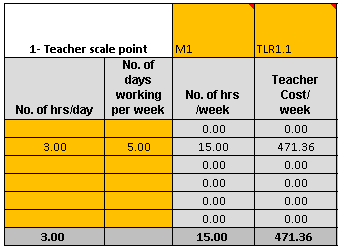 1- Teacher scale point M1 TLR1.1
No. of hrs/day No. of days working per week No. of hrs /week Teacher Cost/ week
0.00 0.00
3.00 5.00 15.00 471.36
0.00 0.00
0.00 0.00
0.00 0.00
0.00 0.00
3.00 15.00 471.36